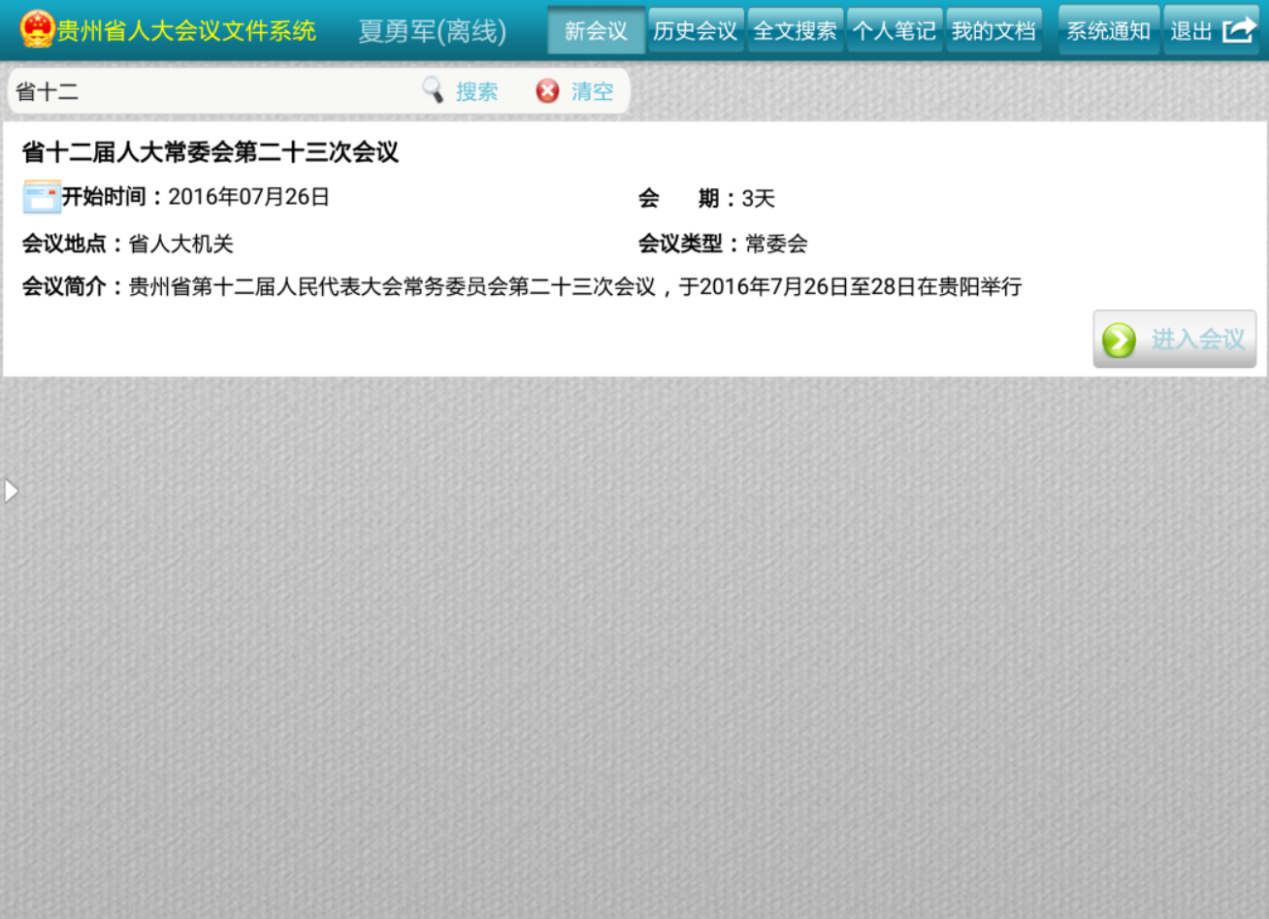 贵州省人大会议文件系统 夏勇军(离线) 新会议 历史会议 全文搜索 个人笔记 我的文档 系统通知 退出
省十二 搜索 清空
省十二届人大常委会第二十三次会议
开始时间：2016年07月26日 会 期：3天
会议地点：省人大机关 会议类型：常委会
会议简介：贵州省第十二届人民代表大会常务委员会第二十三次会议，于2016年7月26日至28日在贵阳举行
进入会议